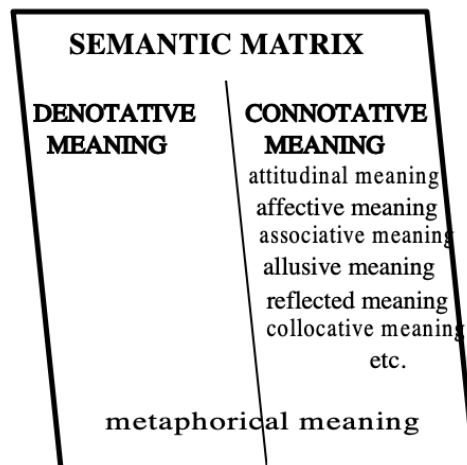 SEMANTIC MATRIX
DENOTATIVE
MEANING
CONNOTATIVE
MEANING
attitudinal meaning
affective meaning
associative meaning
allusive meaning
reflected meaning
collocative meaning
etc.
metaphorical meaning